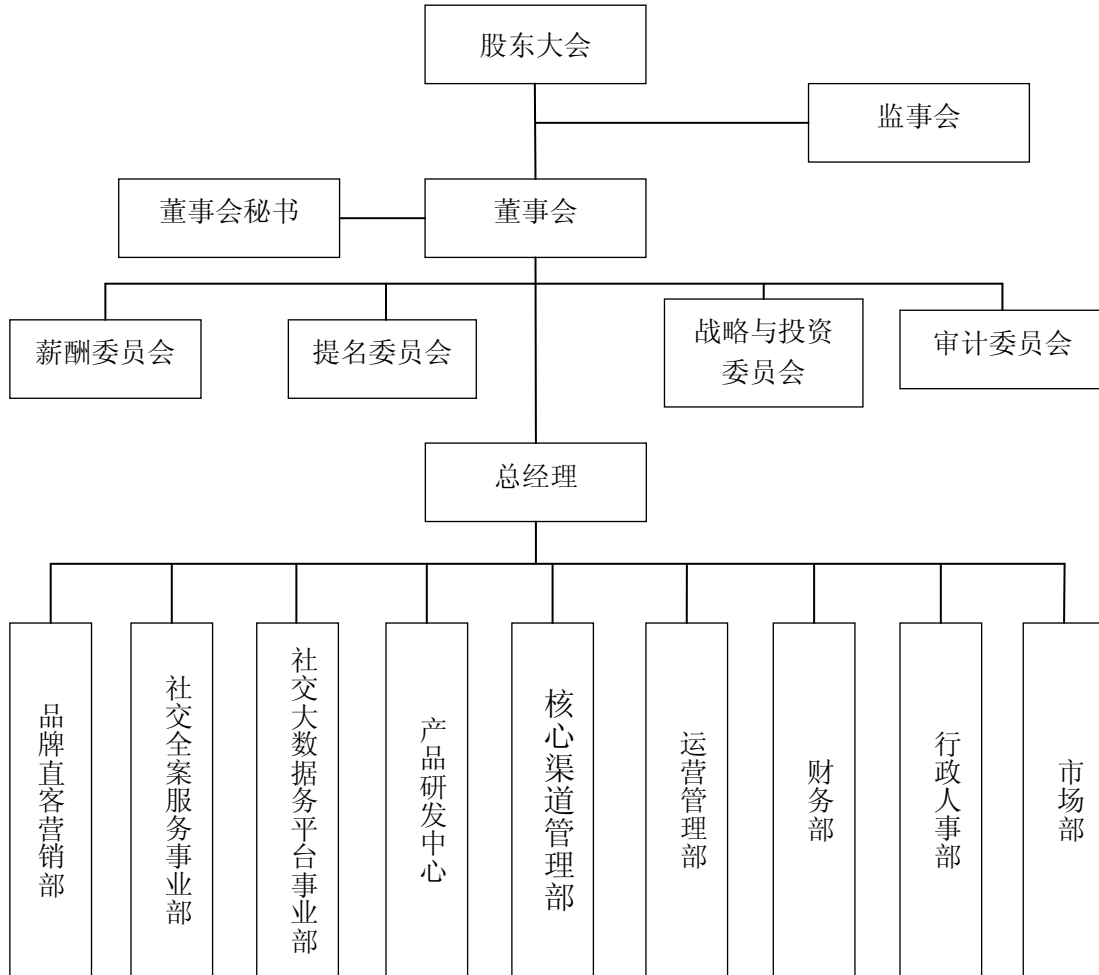 股东大会
监事会
董事会秘书
董事会
薪酬委员会
提名委员会
战略与投资
委员会
审计委员会
总经理
品牌直客营销部
社交全案服务事业部
社交大数据务平台事业部
产品研发中心
核心渠道管理部
运营管理部
财务部
行政人事部
市场部